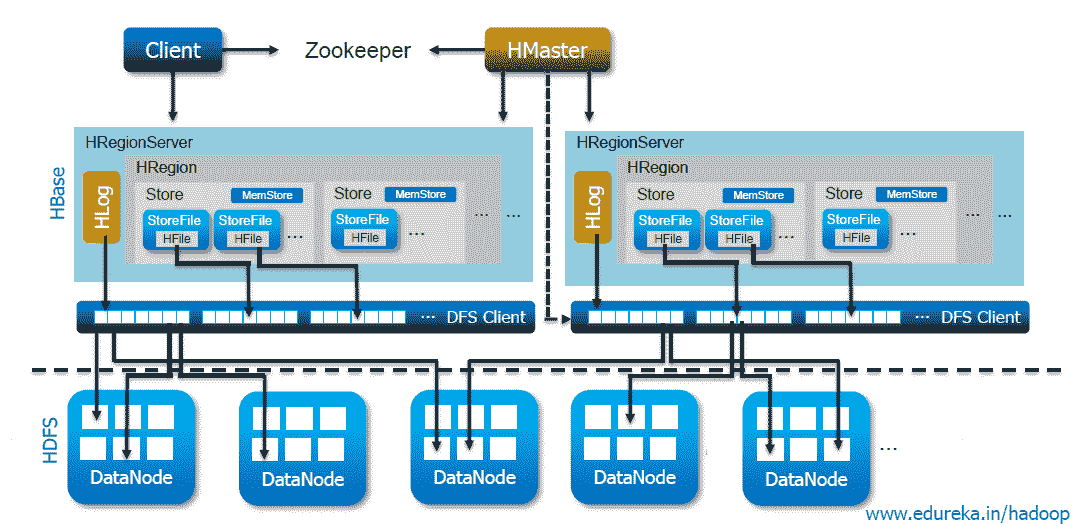 Client
Zookeeper
HMaster
HBase
HRegionServer
HLog
HRegion
Store
MemStore
StoreFile
HFile
StoreFile
HFile
...
Store
MemStore
StoreFile
HFile
...
...
...
HRegionServer
HLog
HRegion
Store
MemStore
StoreFile
HFile
StoreFile
HFile
...
Store
MemStore
StoreFile
HFile
...
...
...
... DFS Client
... DFS Client
HDFS
DataNode
DataNode
DataNode
DataNode
DataNode
...
www.edureka.in/hadoop